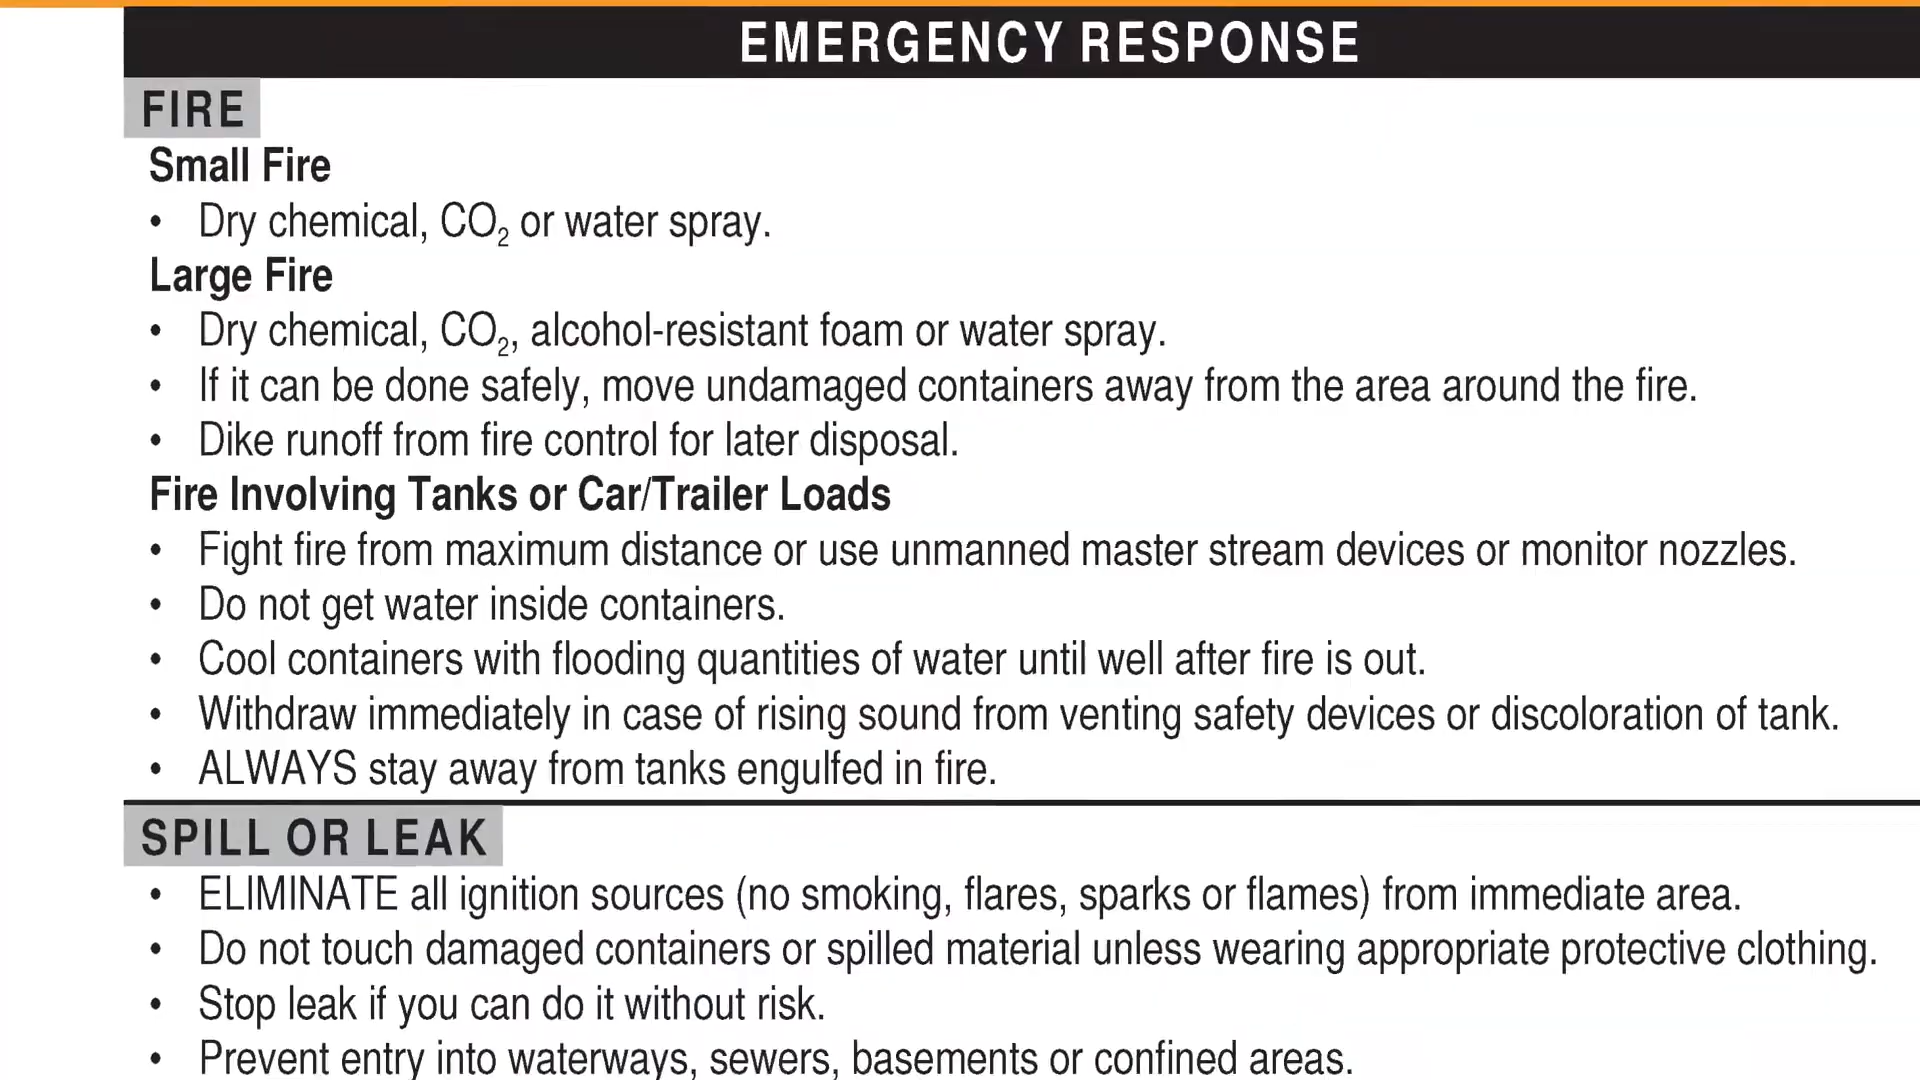 EMERGENCY RESPONSE
FIRE
Small Fire
• Dry chemical, CO₂ or water spray.
Large Fire
• Dry chemical, CO₂, alcohol-resistant foam or water spray.
• If it can be done safely, move undamaged containers away from the area around the fire.
• Dike runoff from fire control for later disposal.
Fire Involving Tanks or Car/Trailer Loads
• Fight fire from maximum distance or use unmanned master stream devices or monitor nozzles.
• Do not get water inside containers.
• Cool containers with flooding quantities of water until well after fire is out.
• Withdraw immediately in case of rising sound from venting safety devices or discoloration of tank.
• ALWAYS stay away from tanks engulfed in fire.
SPILL OR LEAK
• ELIMINATE all ignition sources (no smoking, flares, sparks or flames) from immediate area.
• Do not touch damaged containers or spilled material unless wearing appropriate protective clothing.
• Stop leak if you can do it without risk.
• Prevent entry into waterways, sewers, basements or confined areas.